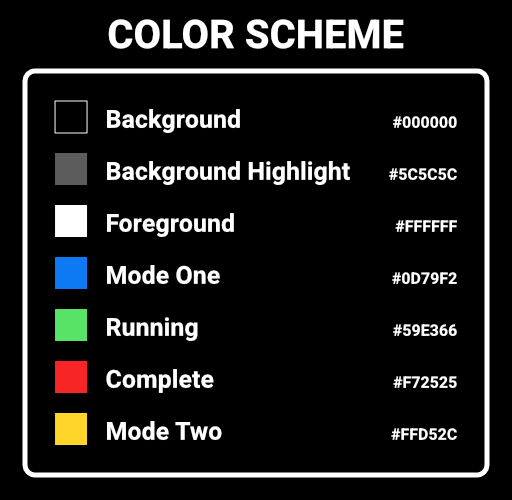 COLOR SCHEME
Background #000000
Background Highlight #5C5C5C
Foreground #FFFFFF
Mode One #0D79F2
Running #59E366
Complete #F72525
Mode Two #FFD52C